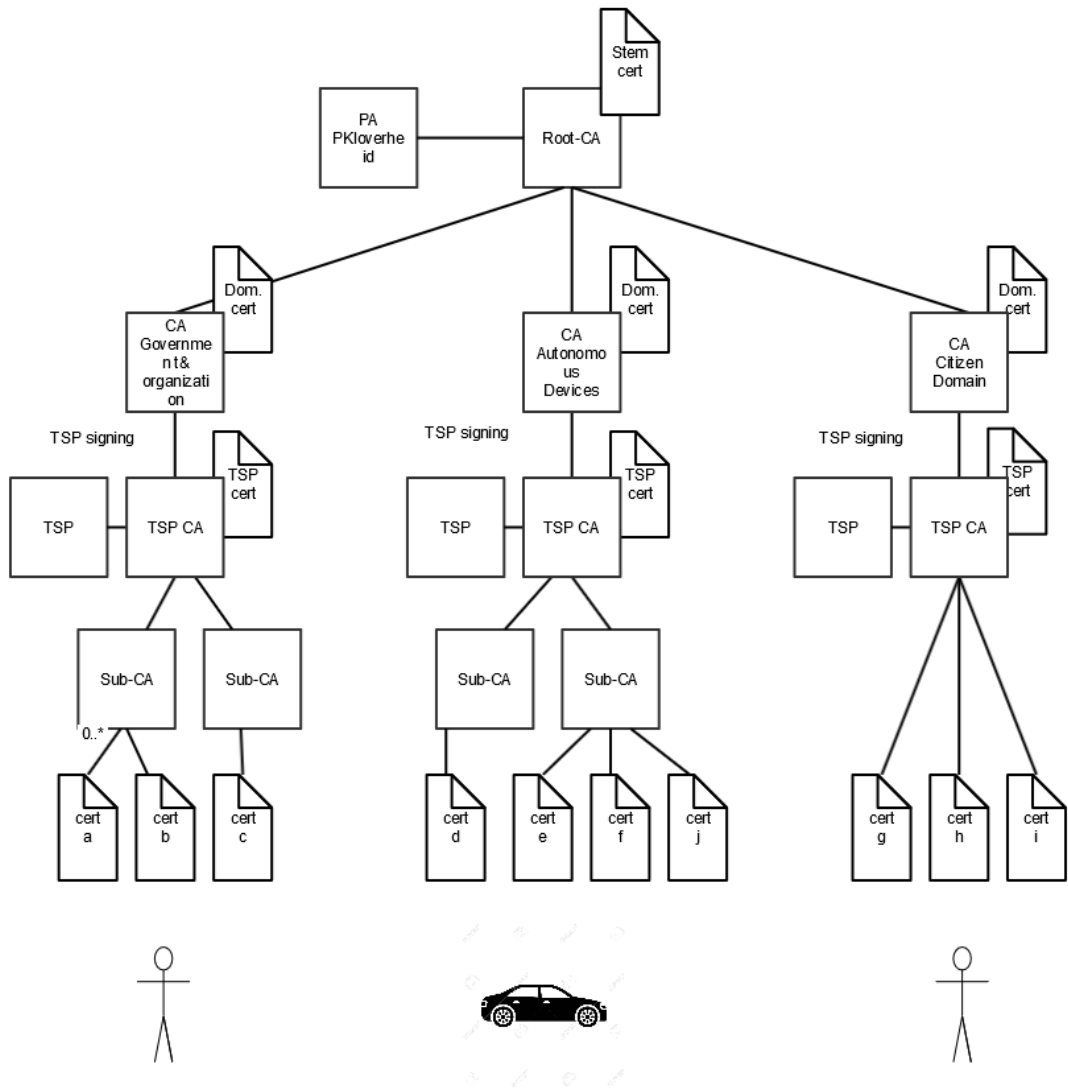 Stem
cert
PA
PKIoverhe
id
Root-CA
Dom.
cert
Dom.
cert
Dom.
cert
CA
Governme
n t&
organizati
on
CA
Autonomo
us
Devices
CA
Citizen
Domain
TSP signing
TSP signing
TSP signing
TSP
cert
TSP
cert
TSP
cert
TSP
TSP CA
TSP
TSP CA
TSP
TSP CA
Sub-CA
Sub-CA
Sub-CA
Sub-CA
0..*
cert
a
cert
b
cert
c
cert
d
cert
e
cert
f
cert
j
cert
g
cert
h
cert
i